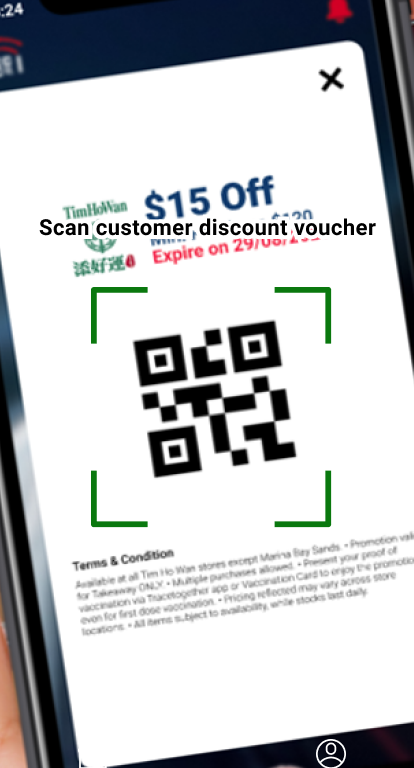 :24
$15 Off
TimHoWan
Scan customer discount voucher
$120
添好運
Expire on 29/08/
Terms & Condition
Available at all Tim Ho Wan stores except Marina Bay Sands. • Promotion valid
for Takeaway ONLY. • Multiple purchases allowed. • Present your proof of
vaccination via Tracetogether app or Vaccination Card to enjoy the promotion
even for first dose vaccination. • Pricing reflected may vary across store
locations. • All items subject to availability, while stocks last daily.